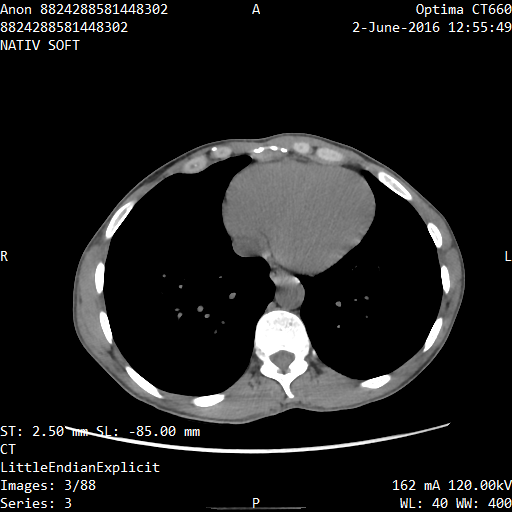 Anon 8824288581448302
A
Optima CT660
8824288581448302
2-June-2016 12:55:49
NATIV SOFT
R
L
ST: 2.50 mm SL: -85.00 mm
CT
LittleEndianExplicit
Images: 3/88
162 mA 120.00kV
Series: 3
P
WL: 40 WW: 400